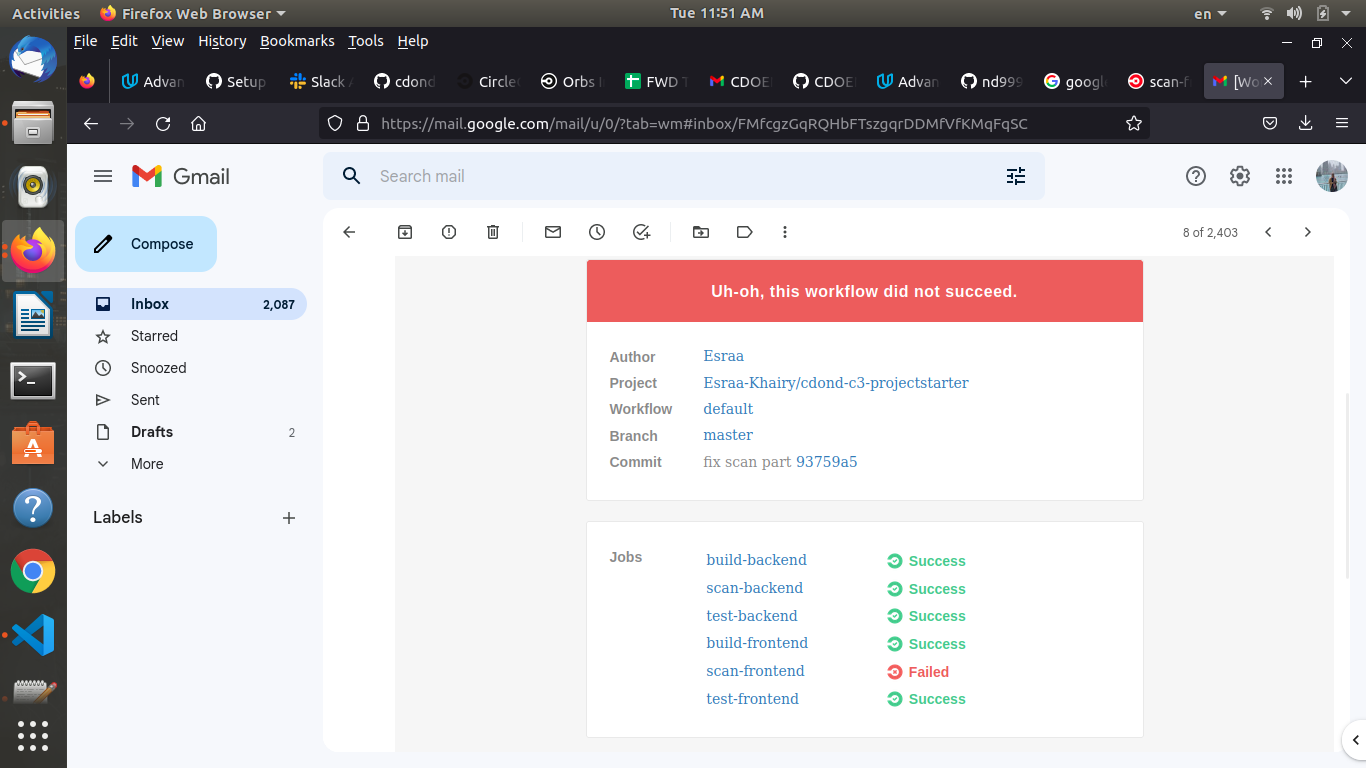 Activities Firefox Web Browser Tue 11:51 AM en
File Edit View History Bookmarks Tools Help
Advan Setup Slack cdond Circle Orbs FWD CDOE CDOE Advan nd999 google scan-f [Wo
https://mail.google.com/mail/u/0/?tab=wm#inbox/FMfcgzGqRQHbFTszgqrDDMfVfKMqFqSC
Gmail Search mail
Compose 8 of 2,403
Inbox 2,087
Starred
Snoozed
Sent
Drafts 2
More
Labels
Uh-oh, this workflow did not succeed.
Author Esraa
Project Esraa-Khairy/cdond-c3-projectstarter
Workflow default
Branch master
Commit fix scan part 93759a5
Jobs build-backend Success
scan-backend Success
test-backend Success
build-frontend Success
scan-frontend Failed
test-frontend Success